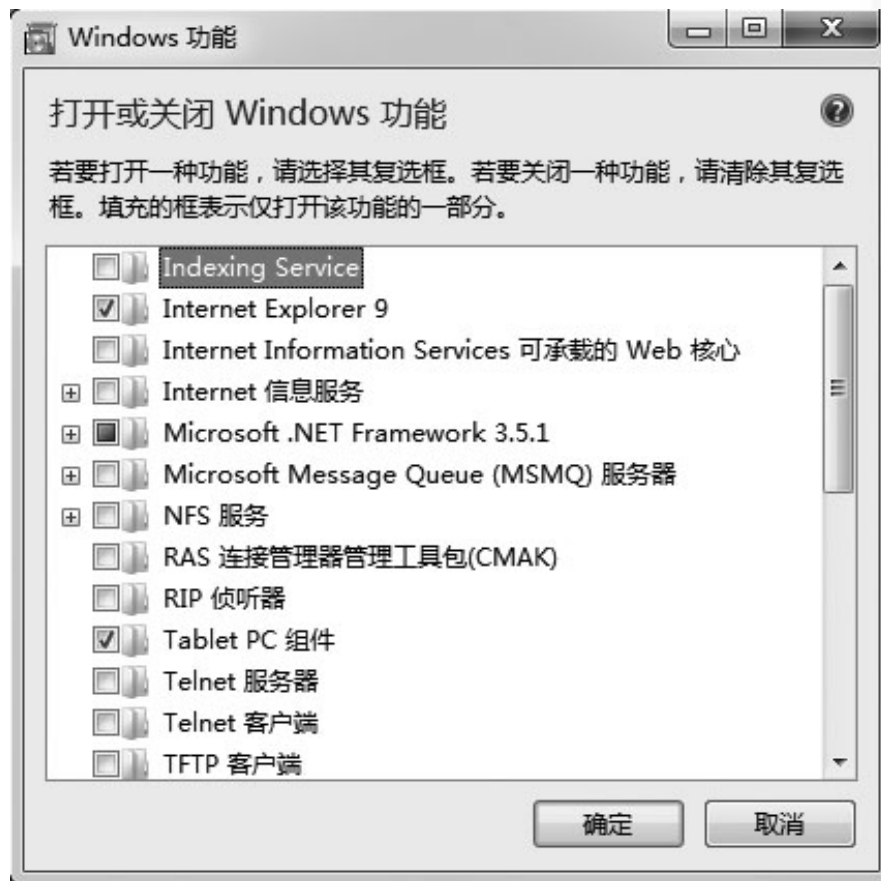 Windows 功能
打开或关闭 Windows 功能
若要打开一种功能，请选择其复选框。若要关闭一种功能，请清除其复选
框。填充的框表示仅打开该功能的一部分。
Indexing Service
Internet Explorer 9
Internet Information Services 可承载的 Web 核心
Internet 信息服务
Microsoft .NET Framework 3.5.1
Microsoft Message Queue (MSMQ) 服务器
NFS 服务
RAS 连接管理器管理工具包(CMAK)
RIP 侦听器
Tablet PC 组件
Telnet 服务器
Telnet 客户端
TFTP 客户端
确定 取消